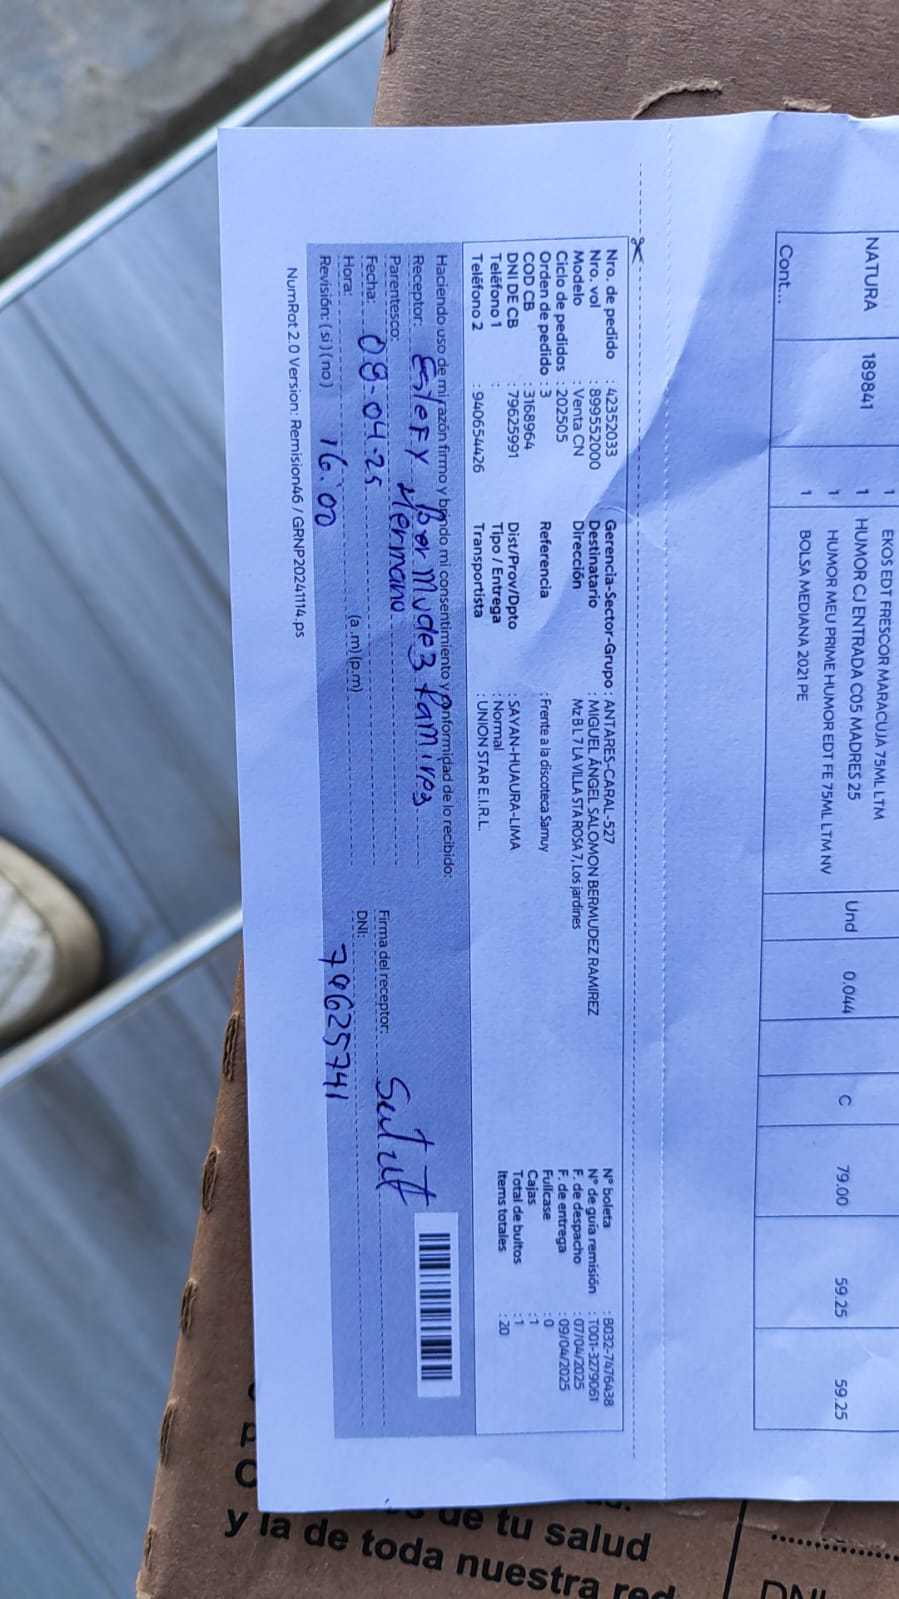 EKOS EDT FRESCOR MARACUJA 75ML LTM
1
NATURA 189841 1 HUMOR CJ ENTRADA C05 MADRES 25 Und 0.044 C 79.00 59.25 59.25
1 HUMOR MEU PRIME HUMOR EDT FE 75ML LTM NV
1 BOLSA MEDIANA 2021 PE
Cont...
Nro. de pedido : 42352033 Gerencia-Sector-Grupo : ANTARES-CARAL-527 N° boleta : B032-7476438
Nro. vol : 899552000 Destinatario : MIGUEL ÁNGEL SALOMON BERMUDEZ RAMIREZ N° de guía remisión : T001-3279061
Modelo : Venta CN Dirección Mz B L 7 LA VILLA STA ROSA 7, Los jardines F. de despacho : 07/04/2025
Ciclo de pedidos : 202505 F. de entrega : 09/04/2025
Orden de pedido : 3 Referencia : Frente a la discoteca Samuy Fullcase : 0
COD CB : 3168964 Cajas : 1
DNI DE CB : 79625991 Dist/Prov/Dpto : SAYAN-HUAURA-LIMA Total de bultos : 1
Teléfono 1 : Tipo / Entrega : Normal Items totales : 20
Teléfono 2 : 940654426 Transportista : UNION STAR E.I.R.L.
Haciendo uso de mi razón firmo y brindo mi consentimiento y conformidad de lo recibido:
Receptor: Estefy Bermudez Ramirez
Parentesco: Hermano Firma del receptor:
Fecha: 09-04-25 DNI: 79625741
Hora: (a.m) (p.m)
Revisión: (si) (no) 16:00
NumRot 2.0 Version: Remision46 / GRNP20241114.ps
de tu salud
y la de toda nuestra red
DNI